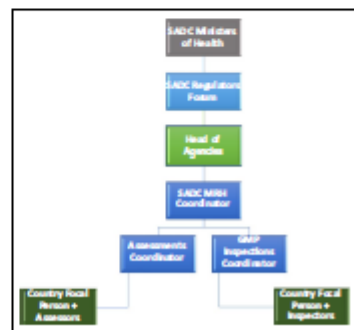 SADC Ministers
of Health
SADC Regulators
Forum
Head of
Agencies
SADC MRH
Coordinator
Assessments
Coordinator
GMP
Inspections
Coordinator
Country Focal
Person +
Assessors
Country Focal
Person +
Inspectors